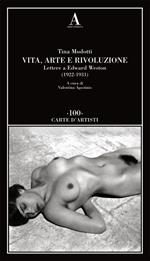 A
Tina Modotti
VITA, ARTE E RIVOLUZIONE
Lettere a Edward Weston
(1922-1931)
A cura di
Valentina Agostinis
·100·
CARTE D'ARTISTI